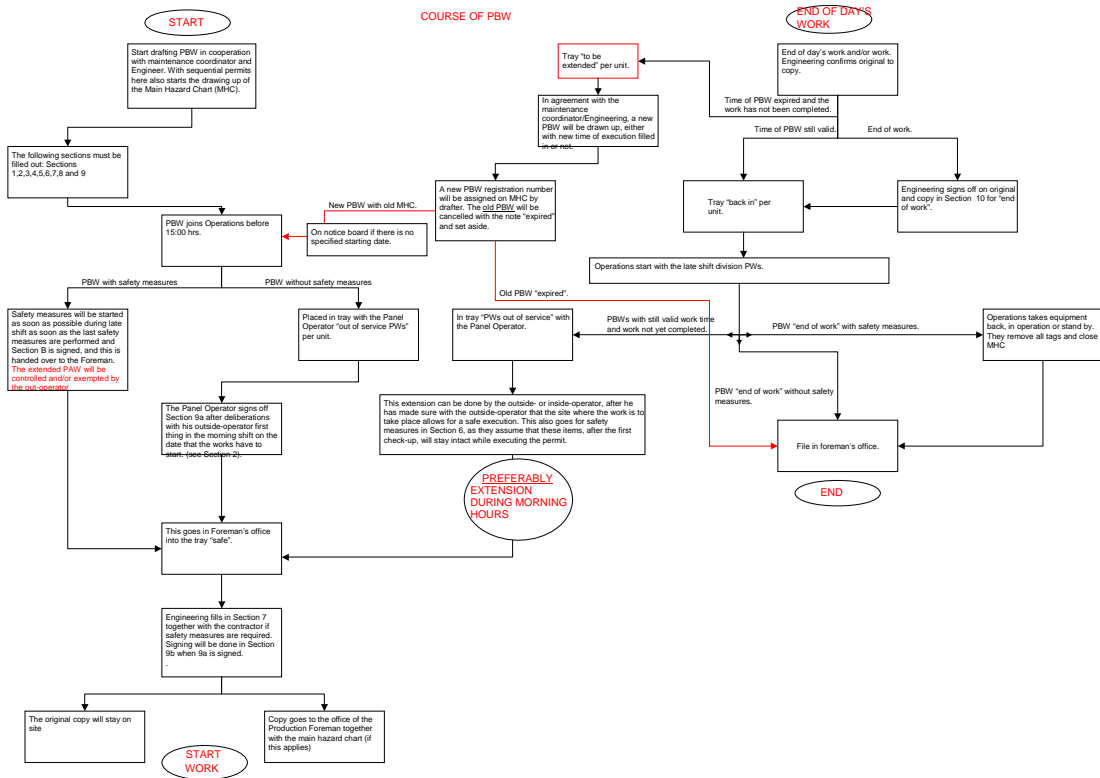 COURSE OF PBW
START
Start drafting PBW in cooperation
with maintenance coordinator and
Engineer. With sequential permits
here also starts the drawing up of
the Main Hazard Chart (MHC).
The following sections must be
filled out: Sections
1,2,3,4,5,6,7,8 and 9
PBW joins Operations before
15:00 hrs.
On notice board if there is no
specified starting date.
New PBW with old MHC.
PBW with safety measures
PBW without safety measures
Safety measures will be started
as soon as possible during late
shift as soon as the last safety
measures are performed and
Section B is signed, and this is
handed over to the Foreman.
The extended PAW will be
controlled and/or exempted by
the out-operator
Placed in tray with the Panel
Operator “out of service PWs”
per unit.
The Panel Operator signs off
Section 9a after deliberations
with his outside-operator first
thing in the morning shift on the
date that the works have to
start. (see Section 2).
This goes in Foreman’s office
into the tray “safe”.
Engineering fills in Section 7
together with the contractor if
safety measures are required.
Signing will be done in Section
9b when 9a is signed.
.
The original copy will stay on
site
Copy goes to the office of the
Production Foreman together
with the main hazard chart (if
this applies)
START
WORK
Tray “to be
extended” per unit.
In agreement with the
maintenance
coordinator/Engineering, a new
PBW will be drawn up, either
with new time of execution filled
in or not.
A new PBW registration number
will be assigned on MHC by
drafter. The old PBW will be
cancelled with the note “expired”
and set aside.
Old PBW “expired”.
END OF DAY’S
WORK
End of day’s work and/or work.
Engineering confirms original to
copy.
Time of PBW expired and the
work has not been completed.
Time of PBW still valid.
End of work.
Tray “back in” per
unit.
Engineering signs off on original
and copy in Section 10 for “end
of work”.
Operations start with the late shift division PWs.
In tray “PWs out of service” with
the Panel Operator.
PBWs with still valid work time
and work not yet completed.
PBW “end of work” with safety measures.
Operations takes equipment
back, in operation or stand by.
They remove all tags and close
MHC
PBW “end of work” without safety
measures.
This extension can be done by the outside- or inside-operator, after he
has made sure with the outside-operator that the site where the work is to
take place allows for a safe execution. This also goes for safety
measures in Section 6, as they assume that these items, after the first
check-up, will stay intact while executing the permit.
PREFERABLY
EXTENSION
DURING MORNING
HOURS
File in foreman’s office.
END